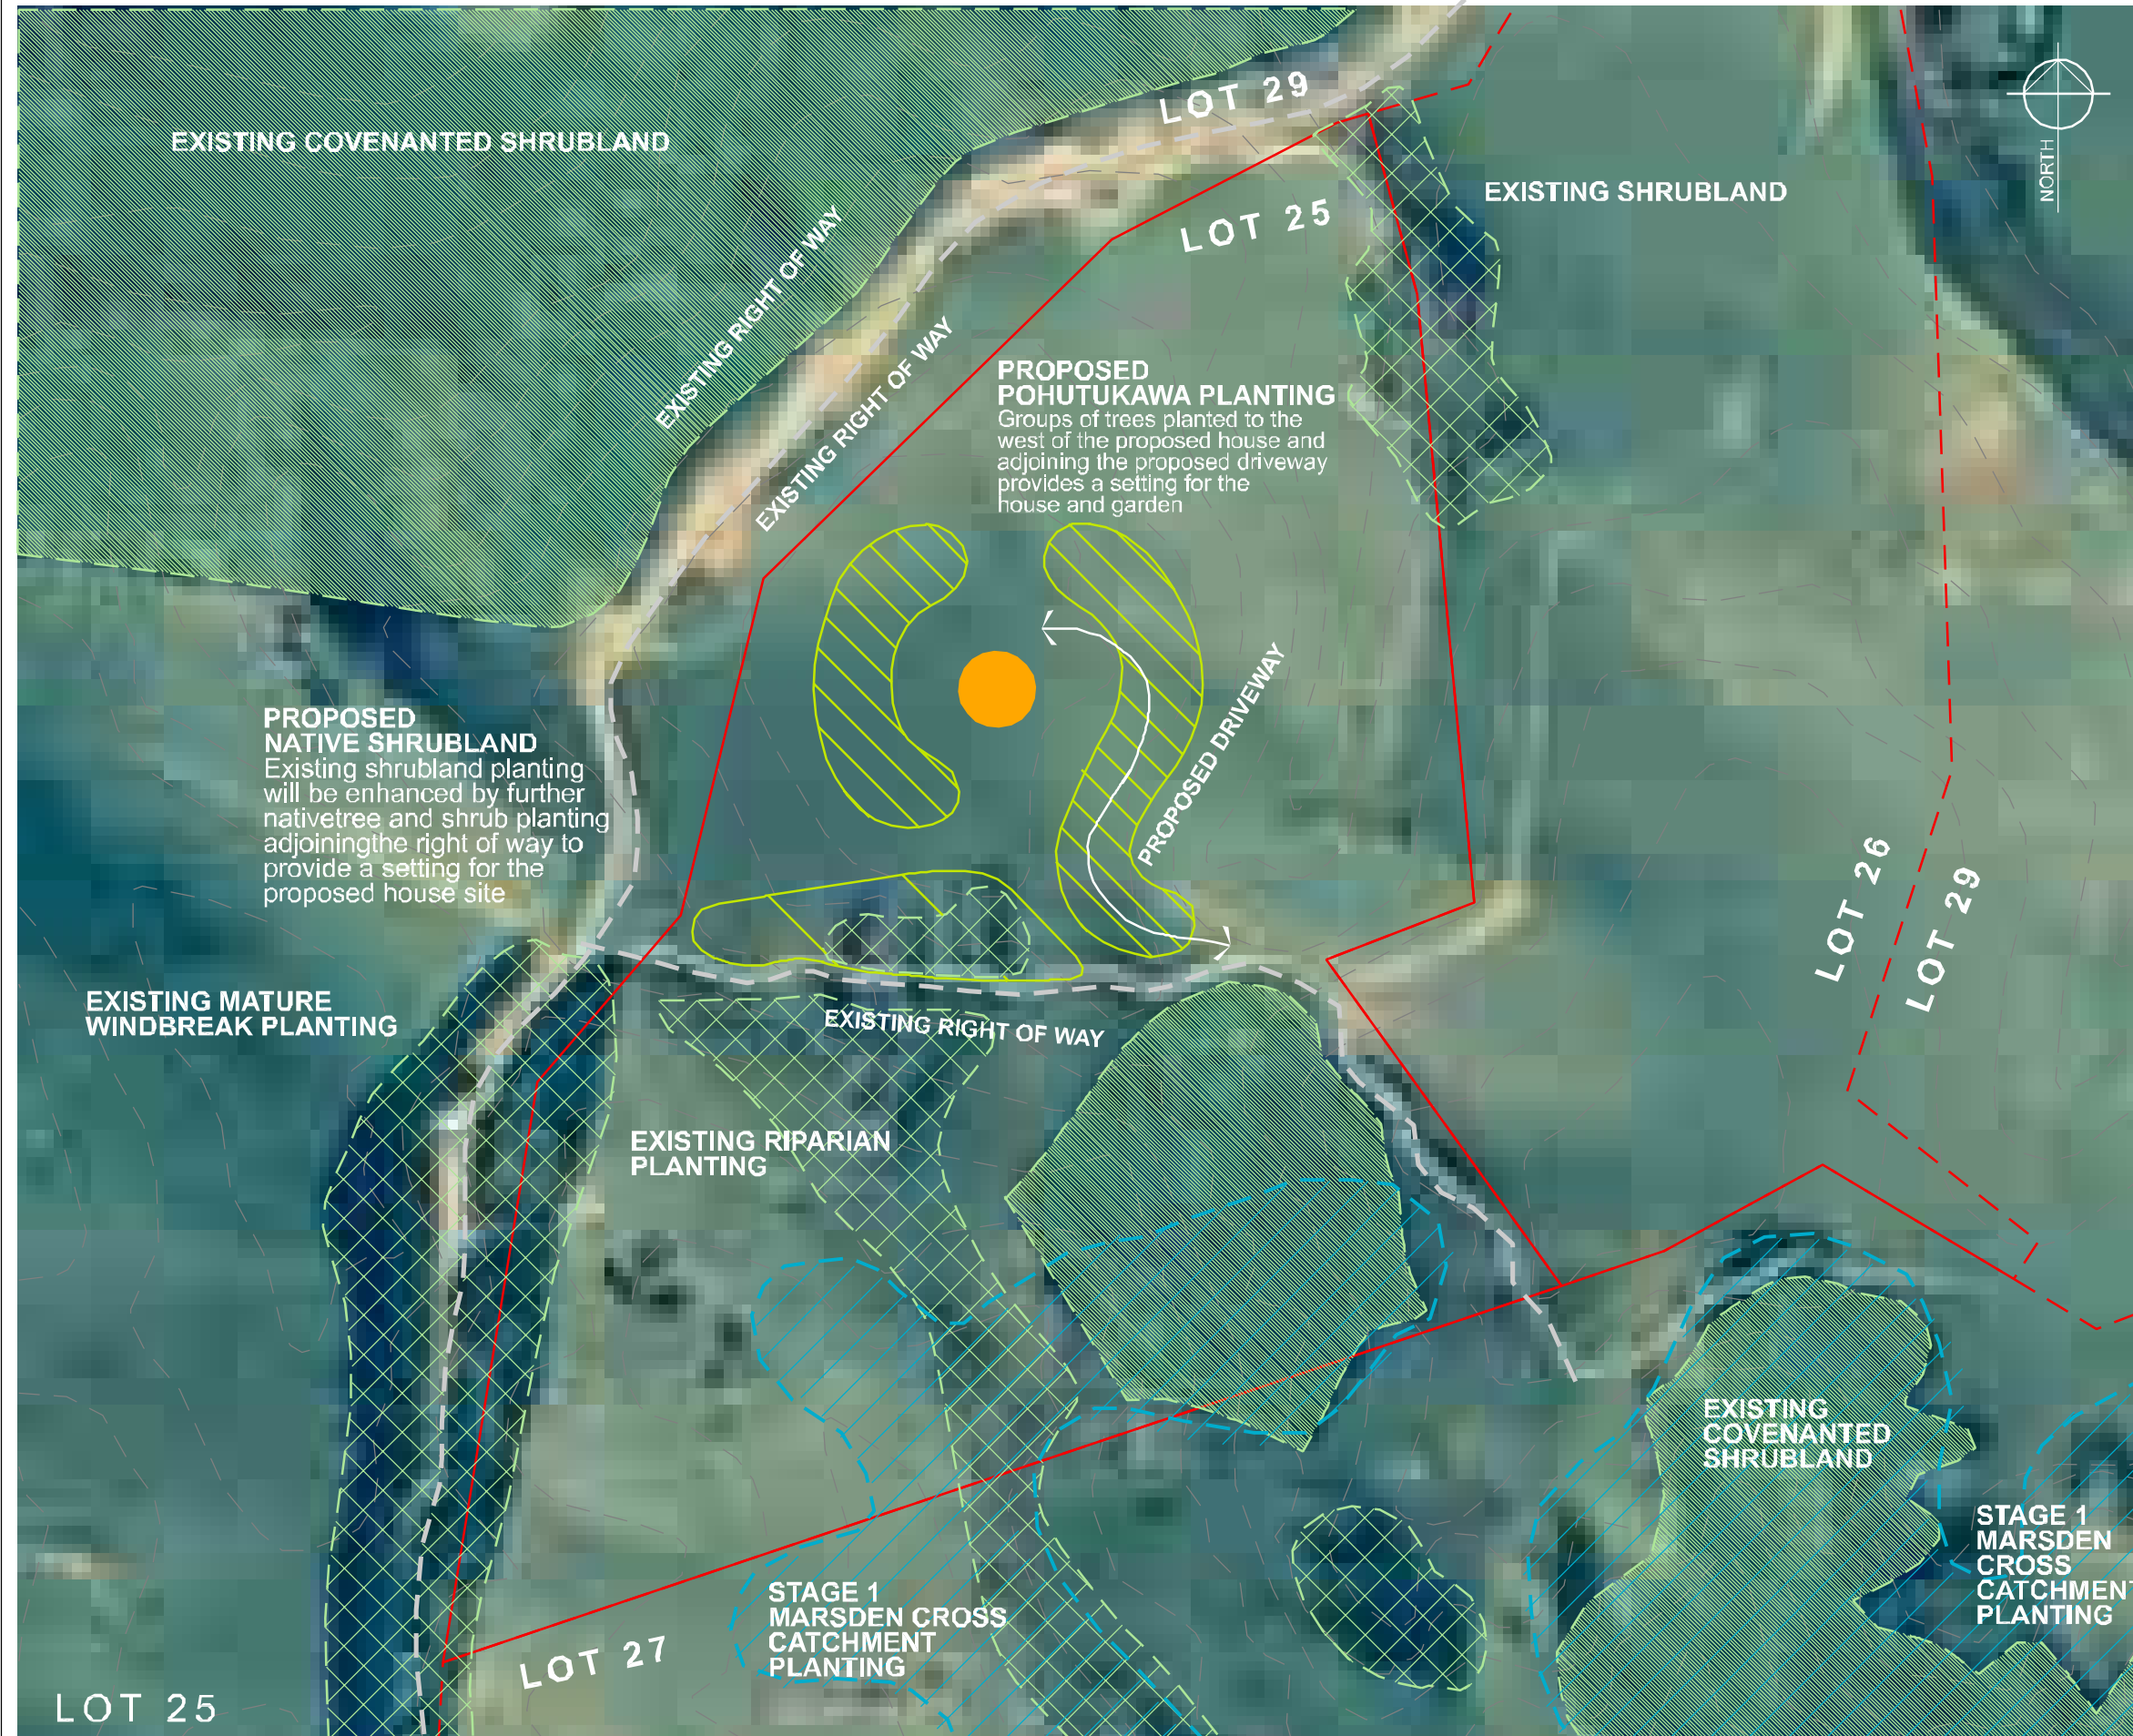 LOT 29
EXISTING COVENANTED SHRUBLAND
NORTH
EXISTING SHRUBLAND
LOT 25
EXISTING RIGHT OF WAY
EXISTING RIGHT OF WAY
PROPOSED
POHUTUKAWA PLANTING
Groups of trees planted to the
west of the proposed house and
adjoining the proposed driveway
provides a setting for the
house and garden
PROPOSED DRIVEWAY
PROPOSED
NATIVE SHRUBLAND
Existing shrubland planting
will be enhanced by further
nativetree and shrub planting
adjoiningthe right of way to
provide a setting for the
proposed house site
LOT 26
LOT 29
EXISTING MATURE
WINDBREAK PLANTING
EXISTING RIGHT OF WAY
EXISTING RIPARIAN
PLANTING
EXISTING
COVENANTED
SHRUBLAND
STAGE 1
MARSDEN
CROSS
CATCHMENT
PLANTING
STAGE 1
MARSDEN CROSS
CATCHMENT
PLANTING
LOT 27
LOT 25